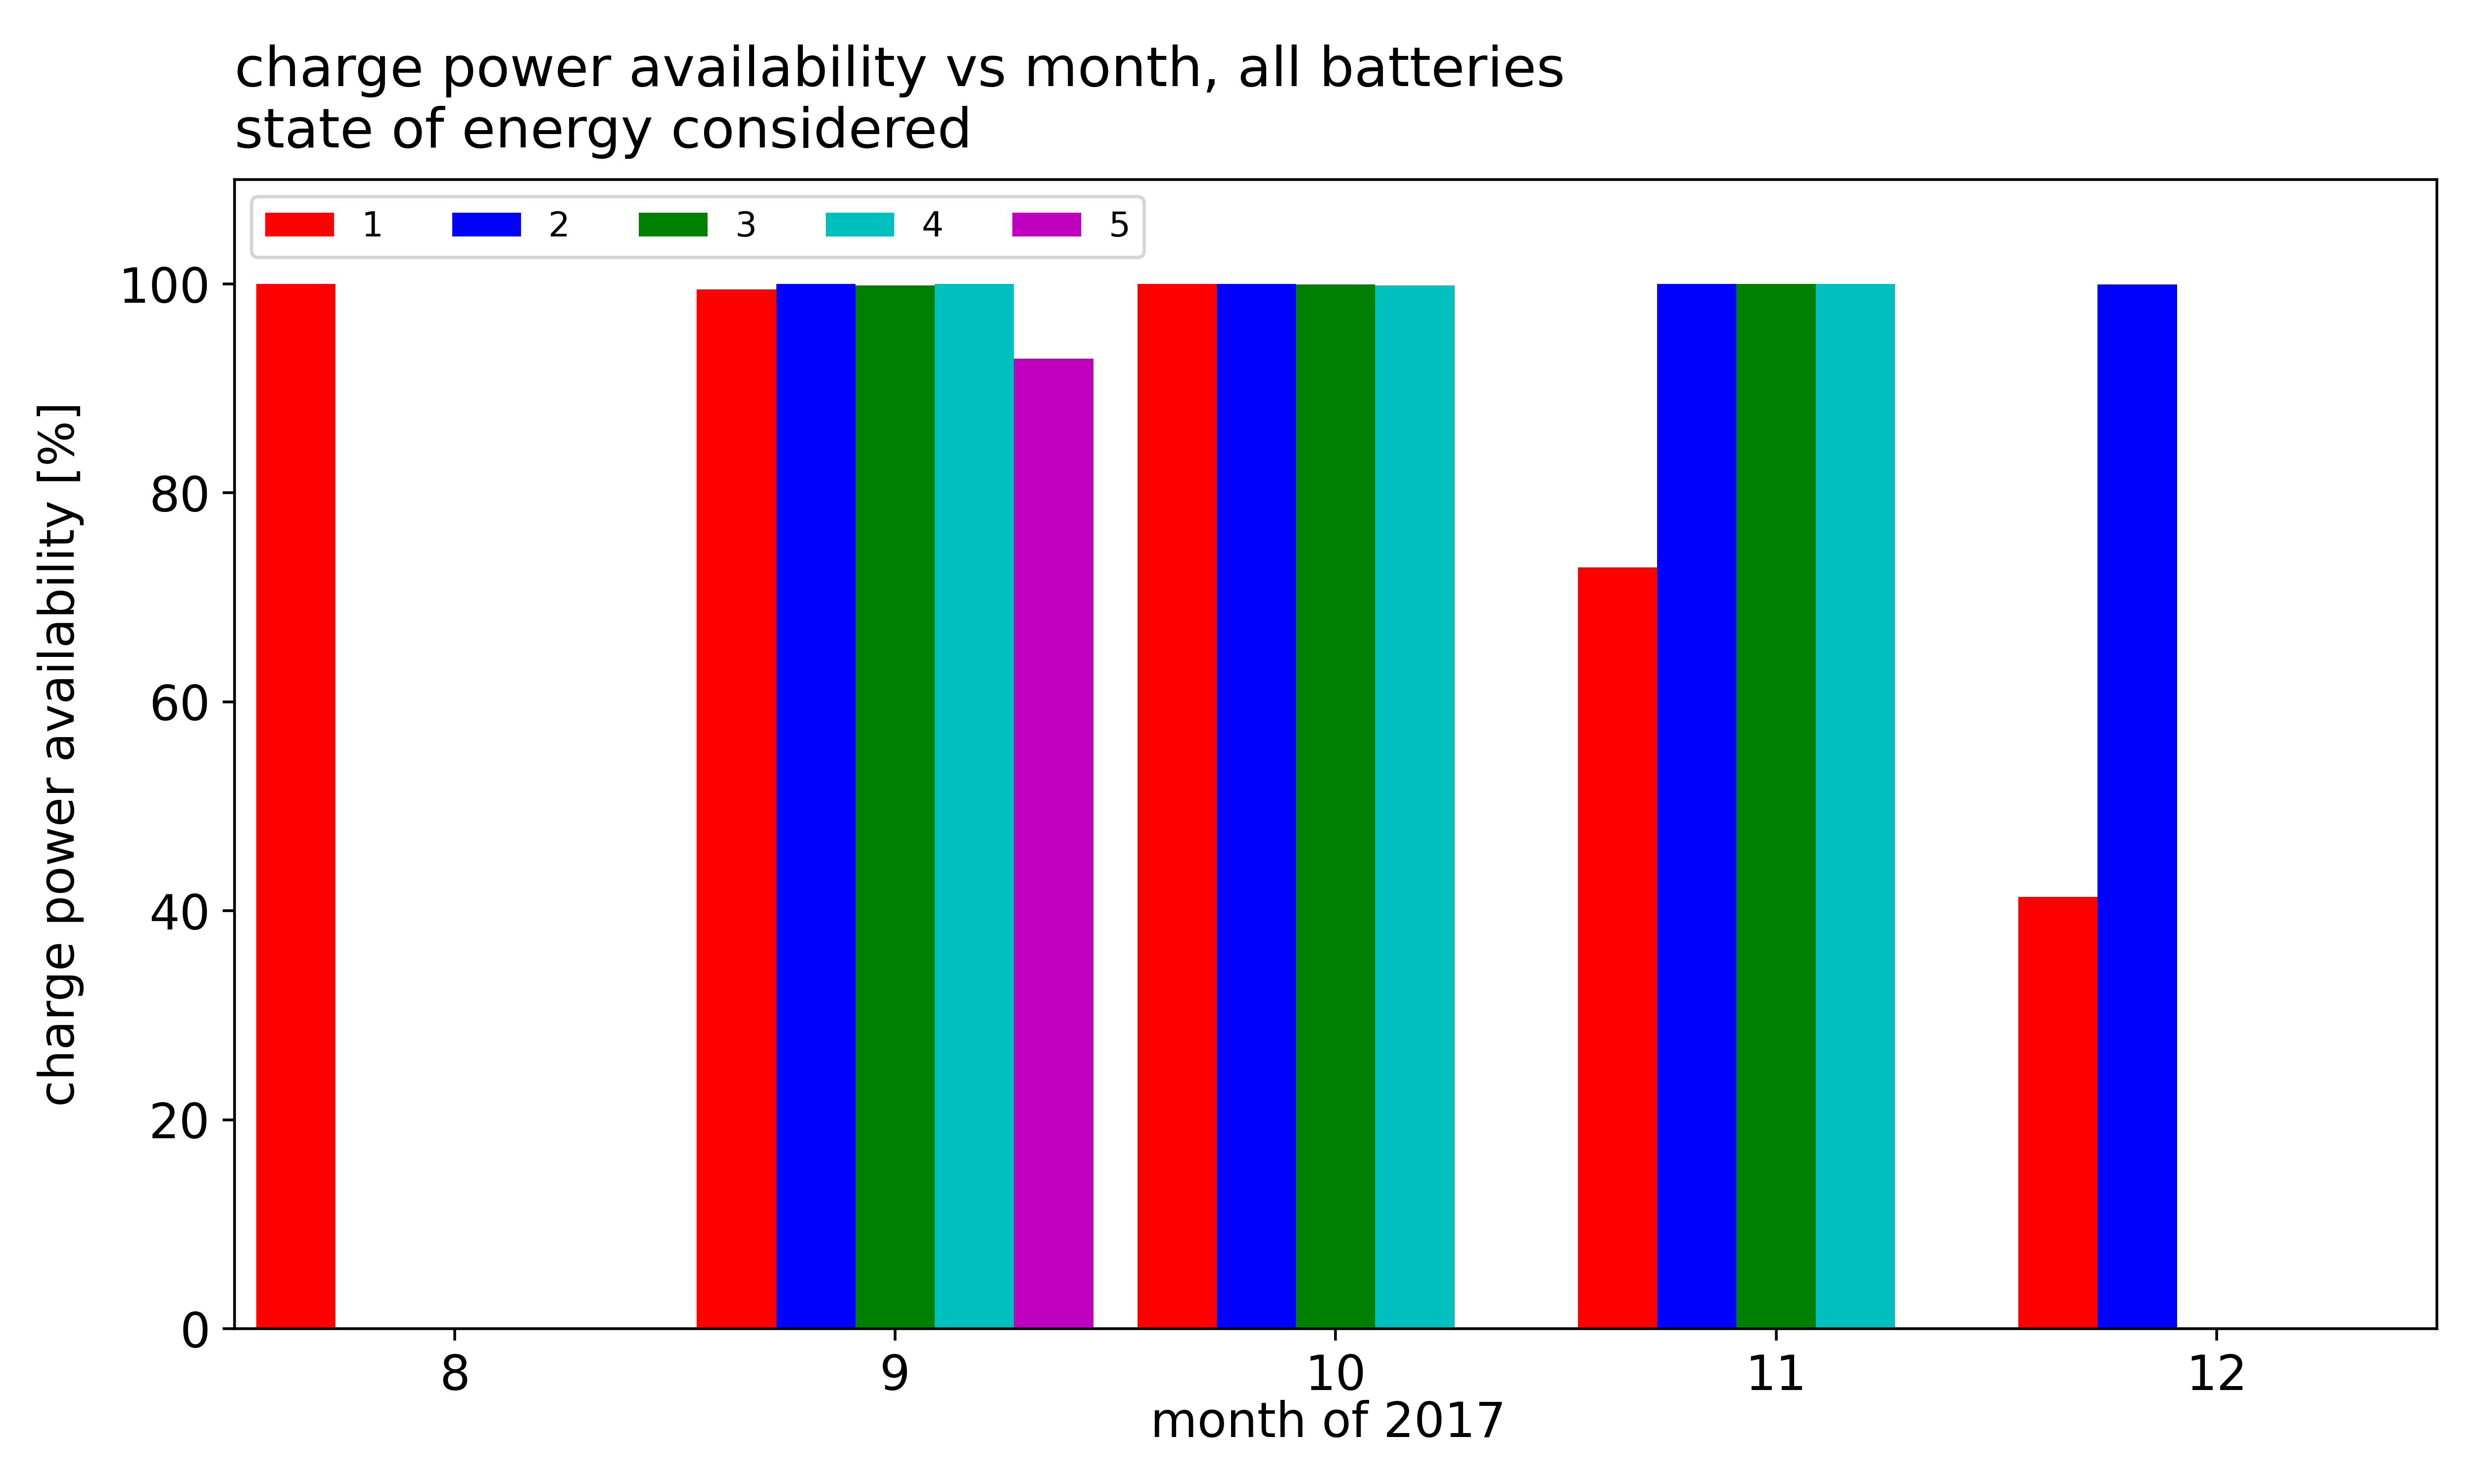 charge power availability vs month, all batteries
state of energy considered
1 2 3 4 5
charge power availability [%]
100
80
60
40
20
0
8 9 10 11 12
month of 2017